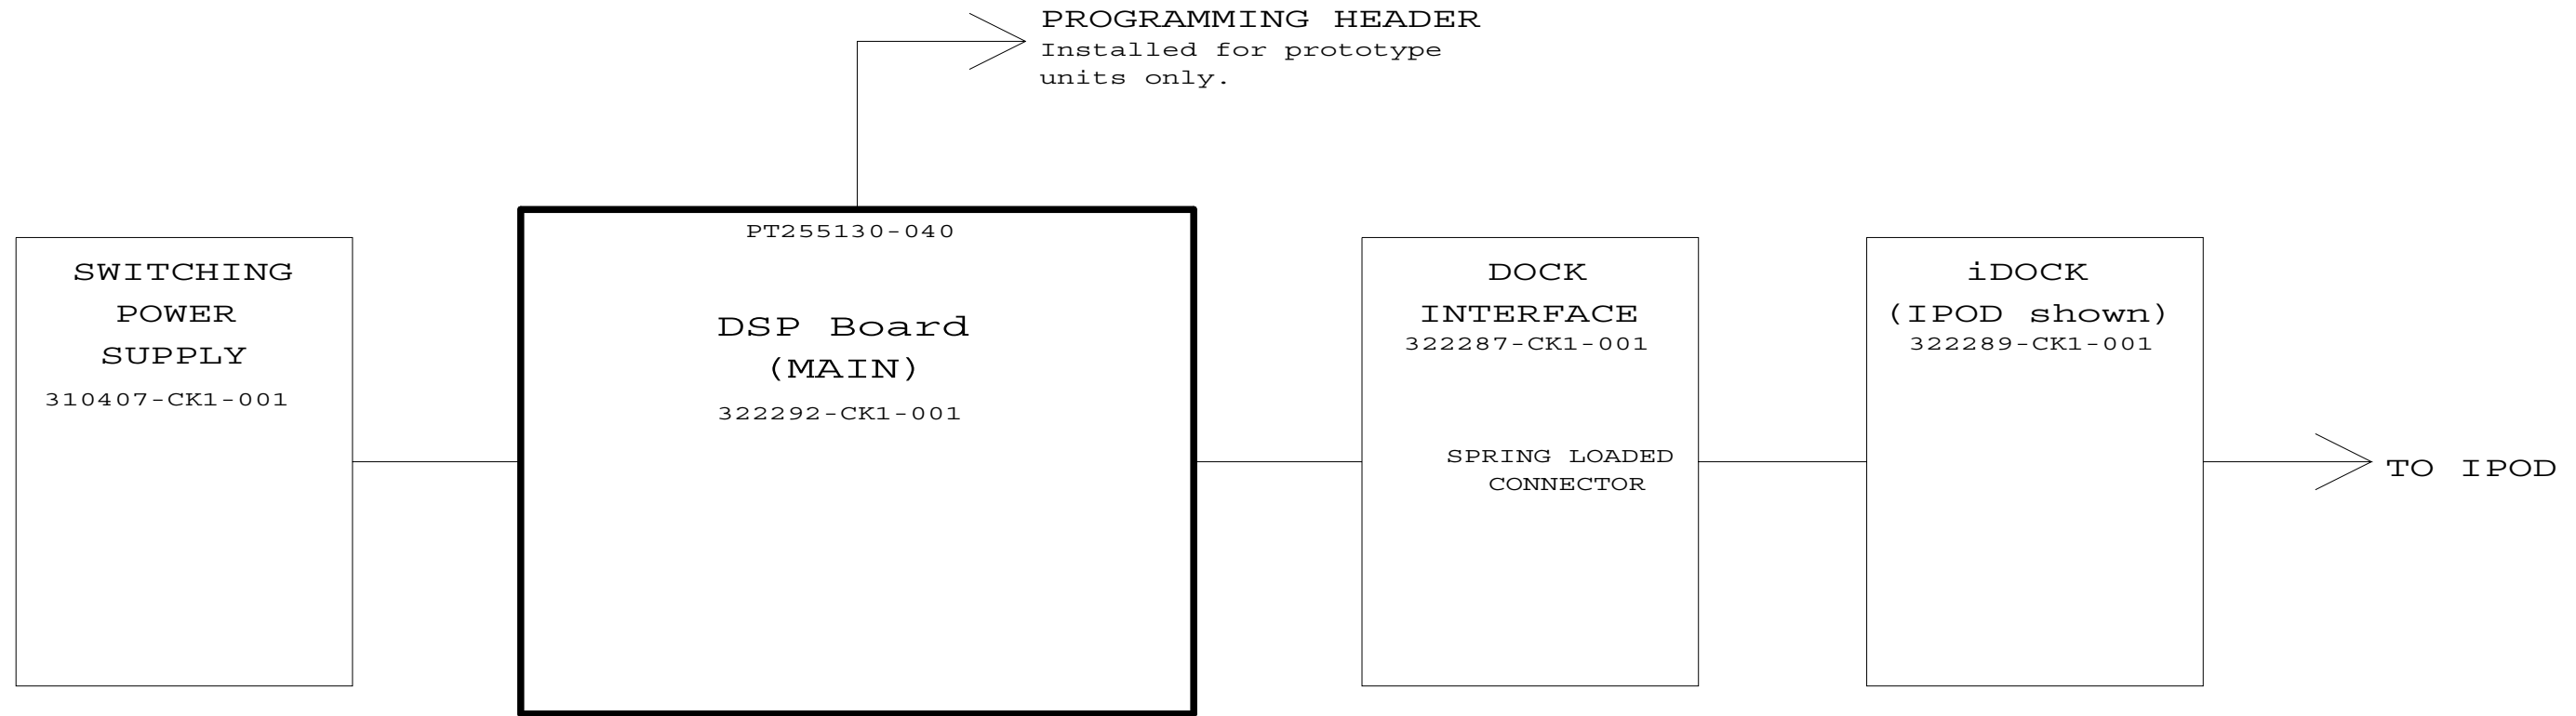 PROGRAMMING HEADER
Installed for prototype
units only.
SWITCHING
POWER
SUPPLY
310407-CK1-001
PT255130-040
DSP Board
(MAIN)
322292-CK1-001
DOCK
INTERFACE
322287-CK1-001
SPRING LOADED
CONNECTOR
iDOCK
(IPOD shown)
322289-CK1-001
TO IPOD